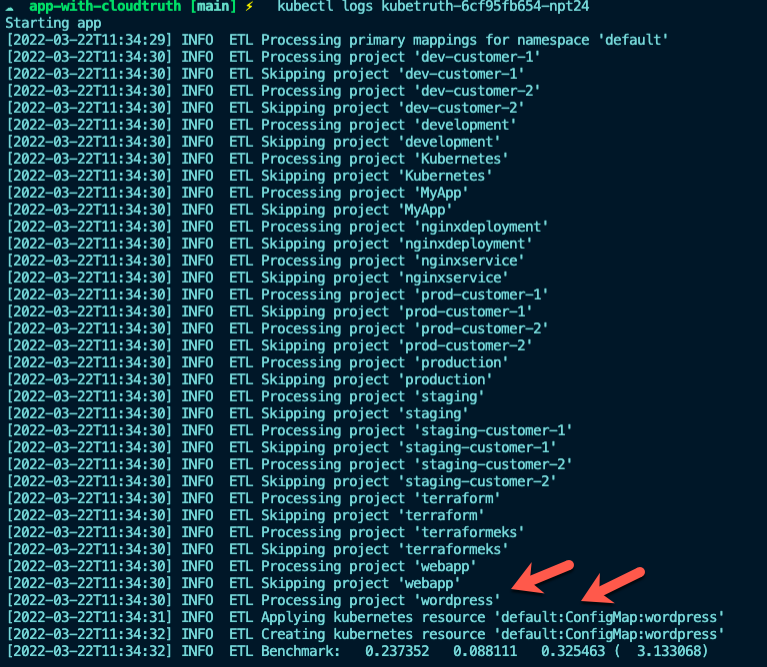 app-with-cloudtruth [main] ⚡ kubectl logs kubetruth-6cf95fb654-npt24
Starting app
[2022-03-22T11:34:29] INFO  ETL Processing primary mappings for namespace 'default'
[2022-03-22T11:34:30] INFO  ETL Processing project 'dev-customer-1'
[2022-03-22T11:34:30] INFO  ETL Skipping project 'dev-customer-1'
[2022-03-22T11:34:30] INFO  ETL Processing project 'dev-customer-2'
[2022-03-22T11:34:30] INFO  ETL Skipping project 'dev-customer-2'
[2022-03-22T11:34:30] INFO  ETL Processing project 'development'
[2022-03-22T11:34:30] INFO  ETL Skipping project 'development'
[2022-03-22T11:34:30] INFO  ETL Processing project 'Kubernetes'
[2022-03-22T11:34:30] INFO  ETL Skipping project 'Kubernetes'
[2022-03-22T11:34:30] INFO  ETL Processing project 'MyApp'
[2022-03-22T11:34:30] INFO  ETL Skipping project 'MyApp'
[2022-03-22T11:34:30] INFO  ETL Processing project 'nginxdeployment'
[2022-03-22T11:34:30] INFO  ETL Skipping project 'nginxdeployment'
[2022-03-22T11:34:30] INFO  ETL Processing project 'nginxservice'
[2022-03-22T11:34:30] INFO  ETL Skipping project 'nginxservice'
[2022-03-22T11:34:30] INFO  ETL Processing project 'prod-customer-1'
[2022-03-22T11:34:30] INFO  ETL Skipping project 'prod-customer-1'
[2022-03-22T11:34:30] INFO  ETL Processing project 'prod-customer-2'
[2022-03-22T11:34:30] INFO  ETL Skipping project 'prod-customer-2'
[2022-03-22T11:34:30] INFO  ETL Processing project 'production'
[2022-03-22T11:34:30] INFO  ETL Skipping project 'production'
[2022-03-22T11:34:30] INFO  ETL Processing project 'staging'
[2022-03-22T11:34:30] INFO  ETL Skipping project 'staging'
[2022-03-22T11:34:30] INFO  ETL Processing project 'staging-customer-1'
[2022-03-22T11:34:30] INFO  ETL Skipping project 'staging-customer-1'
[2022-03-22T11:34:30] INFO  ETL Processing project 'staging-customer-2'
[2022-03-22T11:34:30] INFO  ETL Skipping project 'staging-customer-2'
[2022-03-22T11:34:30] INFO  ETL Processing project 'terraform'
[2022-03-22T11:34:30] INFO  ETL Skipping project 'terraform'
[2022-03-22T11:34:30] INFO  ETL Processing project 'terraformeks'
[2022-03-22T11:34:30] INFO  ETL Skipping project 'terraformeks'
[2022-03-22T11:34:30] INFO  ETL Processing project 'webapp'
[2022-03-22T11:34:30] INFO  ETL Skipping project 'webapp'
[2022-03-22T11:34:30] INFO  ETL Processing project 'wordpress'
[2022-03-22T11:34:31] INFO  ETL Applying kubernetes resource 'default:ConfigMap:wordpress'
[2022-03-22T11:34:32] INFO  ETL Creating kubernetes resource 'default:ConfigMap:wordpress'
[2022-03-22T11:34:32] INFO  ETL Benchmark:   0.237352   0.088111   0.325463 (  3.133068)